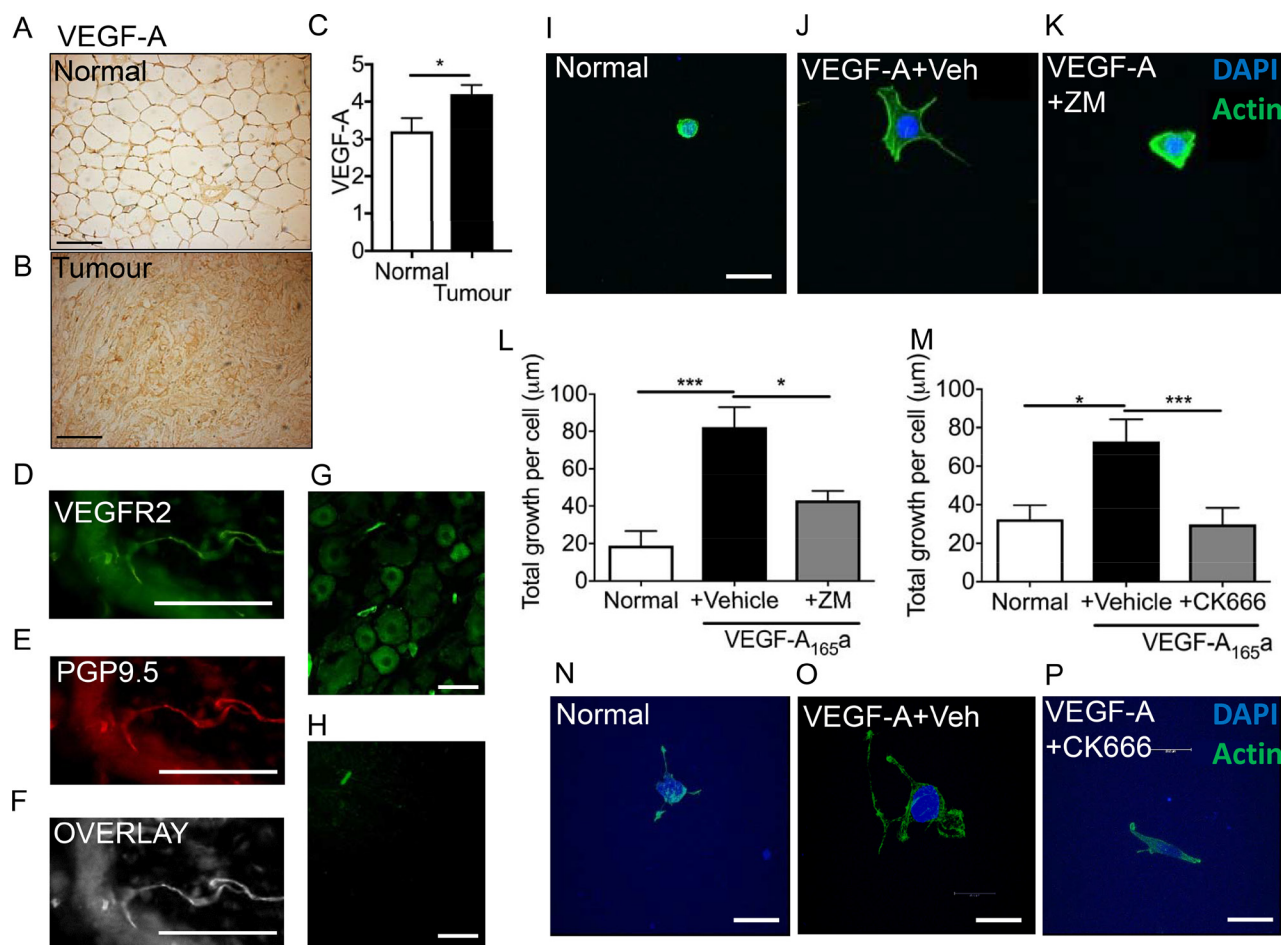 A
VEGF-A
Normal
B
Tumour
C
*
VEGF-A
5
4
3
2
1
0
Normal
Tumour
D
VEGFR2
E
PGP9.5
F
OVERLAY
G
H
I
Normal
J
VEGF-A+Veh
K
VEGF-A
+ZM
DAPI
Actin
L
Total growth per cell (μm)
100
80
60
40
20
0
***
*
Normal
+Vehicle
+ZM
VEGF-A165a
M
Total growth per cell (μm)
100
80
60
40
20
0
*
***
Normal
+Vehicle
+CK666
VEGF-A165a
N
Normal
O
VEGF-A+Veh
P
VEGF-A
+CK666
DAPI
Actin